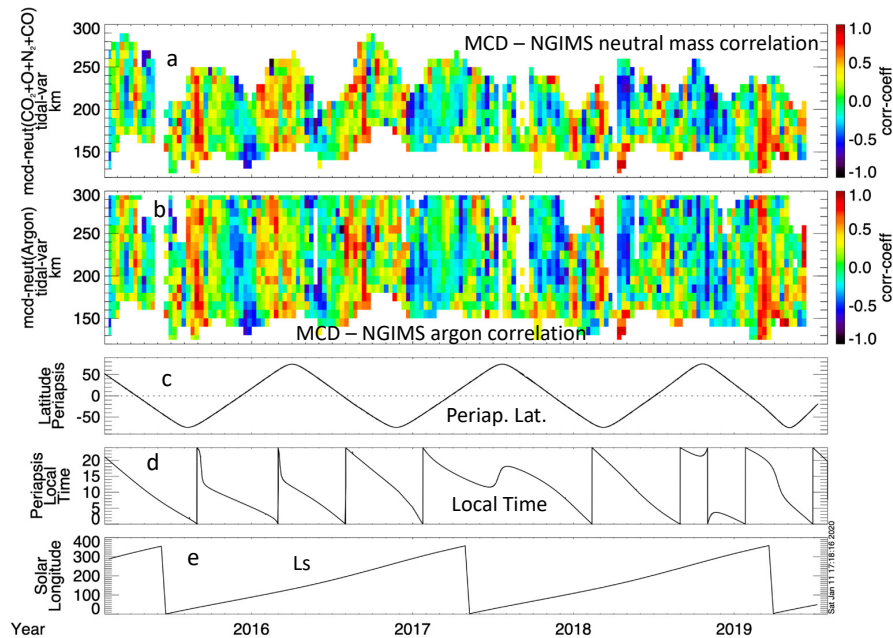 mcd-neut(CO₂+O+N₂+CO)
tidal-var
km
300
250
200
150
a
MCD – NGIMS neutral mass correlation
1.0
0.5
0.0
-0.5
-1.0
corr-coeff
mcd-neut(Argon)
tidal-var
km
300
250
200
150
b
MCD – NGIMS argon correlation
1.0
0.5
0.0
-0.5
-1.0
corr-coeff
Latitude
Periapsis
50
0
-50
c
Periap. Lat.
Periapsis
Local
Time
20
15
10
5
0
d
Local Time
Solar
Longitude
400
300
200
100
0
e
Ls
Sat Jan 11 17:18:16 2020
Year
2016
2017
2018
2019